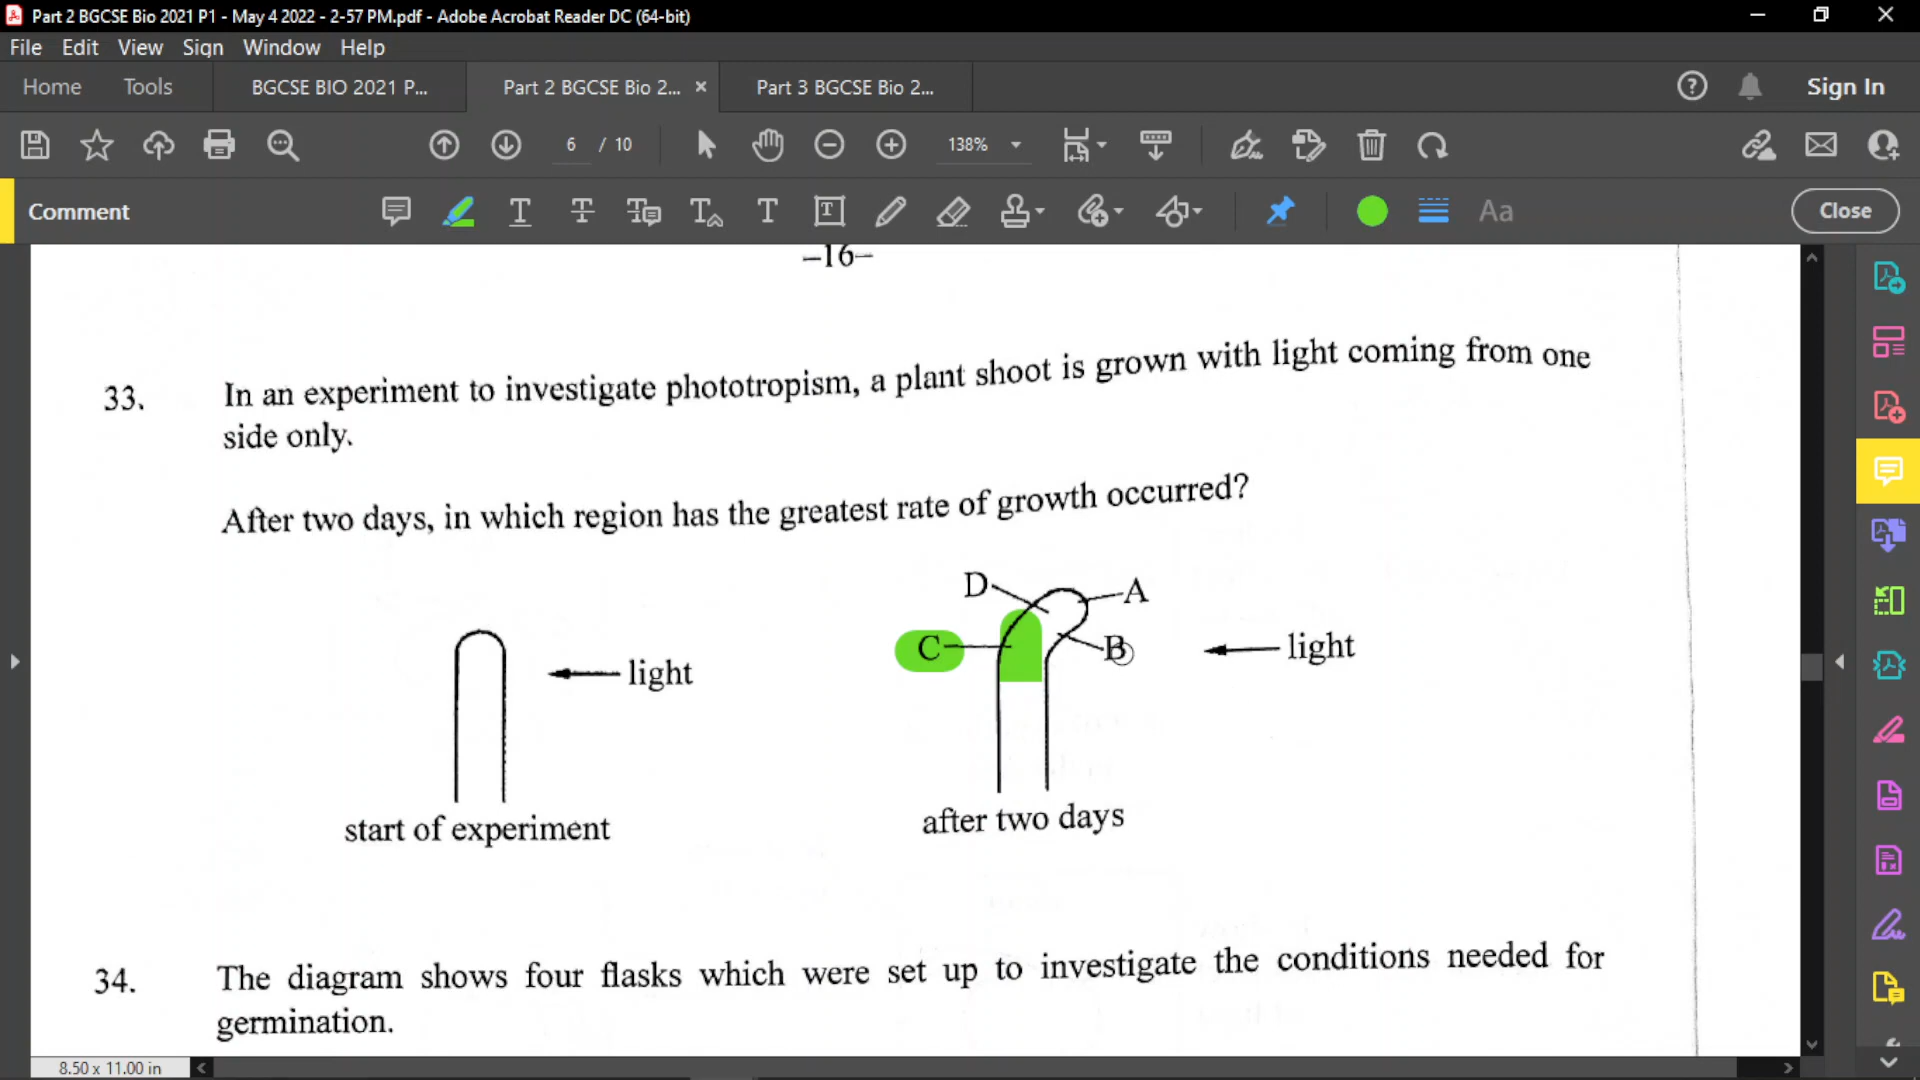 Part 2 BGCSE Bio 2021 P1 - May 4 2022 - 2-57 PM.pdf - Adobe Acrobat Reader DC (64-bit)
File Edit View Sign Window Help
Home Tools BGCSE BIO 2021 P... Part 2 BGCSE Bio 2... × Part 3 BGCSE Bio 2... Sign In
6 / 10 138%
Comment Aa Close
–16–
33. In an experiment to investigate phototropism, a plant shoot is grown with light coming from one
side only.
After two days, in which region has the greatest rate of growth occurred?
D A
C B light
light
start of experiment after two days
34. The diagram shows four flasks which were set up to investigate the conditions needed for
germination.
8.50 x 11.00 in